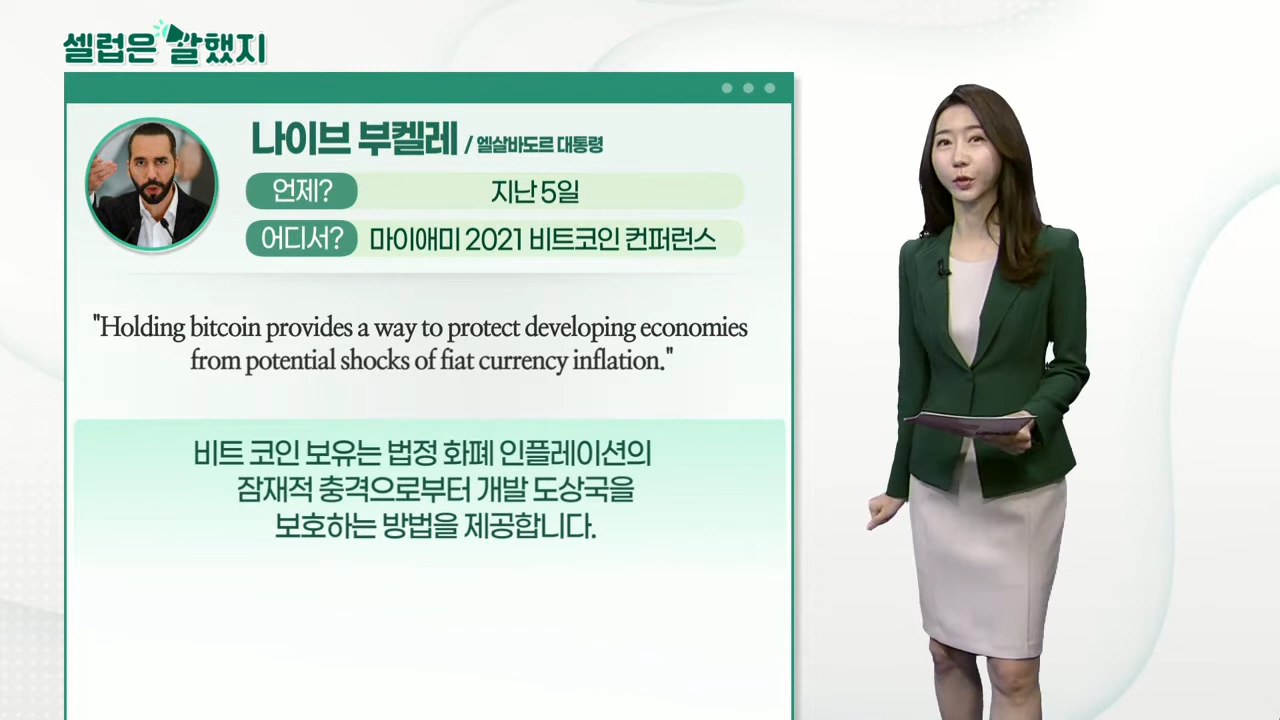 셀럽은 말했지
나이브 부켈레 / 엘살바도르 대통령
언제? 지난 5일
어디서? 마이애미 2021 비트코인 컨퍼런스
"Holding bitcoin provides a way to protect developing economies
from potential shocks of fiat currency inflation."
비트 코인 보유는 법정 화폐 인플레이션의
잠재적 충격으로부터 개발 도상국을
보호하는 방법을 제공합니다.